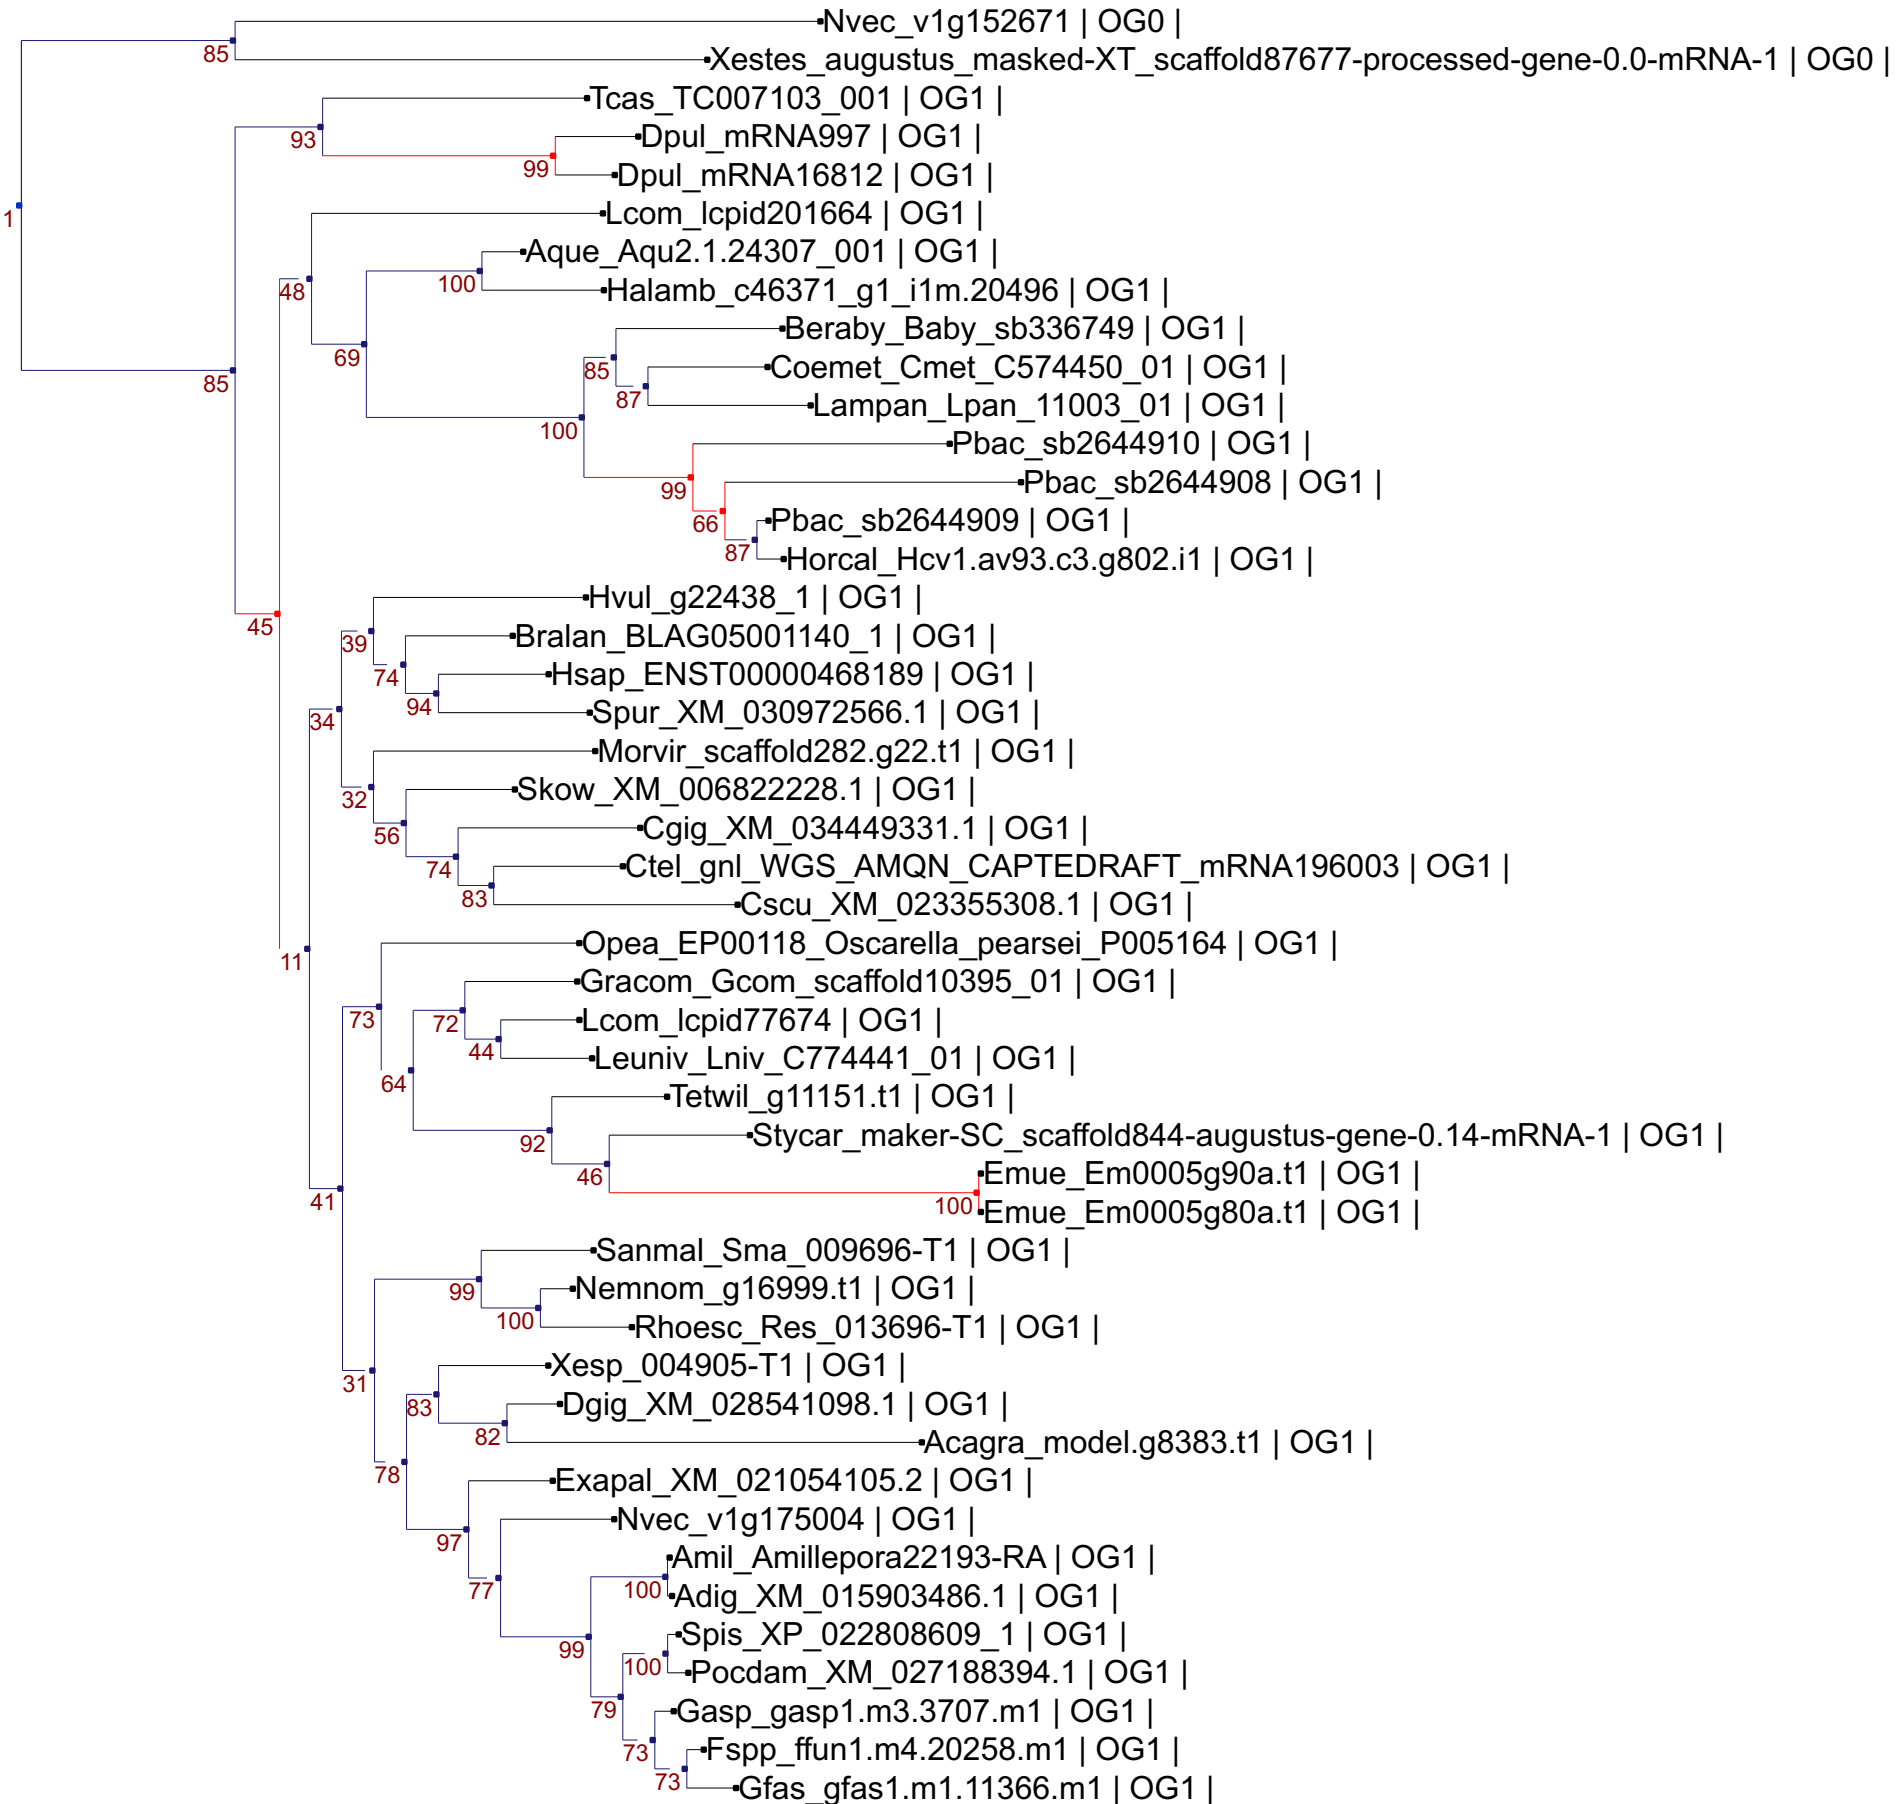 Nvec_v1g152671 | OG0 |
85
Xestes_augustus_masked-XT_scaffold87677-processed-gene-0.0-mRNA-1 | OG0 |
Tcas_TC007103_001 | OG1 |
93
Dpul_mRNA997 | OG1 |
99
Dpul_mRNA16812 | OG1 |
1
Lcom_lcpid201664 | OG1 |
Aque_Aqu2.1.24307_001 | OG1 |
100
48
Halamb_c46371_g1_i1m.20496 | OG1 |
Beraby_Baby_sb336749 | OG1 |
69
85
Coemet_Cmet_C574450_01 | OG1 |
85
87
Lampan_Lpan_11003_01 | OG1 |
100
Pbac_sb2644910 | OG1 |
99
Pbac_sb2644908 | OG1 |
66
Pbac_sb2644909 | OG1 |
87
Horcal_Hcv1.av93.c3.g802.i1 | OG1 |
Hvul_g22438_1 | OG1 |
45
39
Bralan_BLAG05001140_1 | OG1 |
74
Hsap_ENST00000468189 | OG1 |
94
Spur_XM_030972566.1 | OG1 |
34
Morvir_scaffold282.g22.t1 | OG1 |
32
Skow_XM_006822228.1 | OG1 |
56
Cgig_XM_034449331.1 | OG1 |
74
Ctel_gnl_WGS_AMQN_CAPTEDRAFT_mRNA196003 | OG1 |
83
Cscu_XM_023355308.1 | OG1 |
11
Opea_EP00118_Oscarella_pearsei_P005164 | OG1 |
Gracom_Gcom_scaffold10395_01 | OG1 |
73
72
Lcom_lcpid77674 | OG1 |
44
Leuniv_Lniv_C774441_01 | OG1 |
64
Tetwil_g11151.t1 | OG1 |
92
Stycar_maker-SC_scaffold844-augustus-gene-0.14-mRNA-1 | OG1 |
46
Emue_Em0005g90a.t1 | OG1 |
41
100
Emue_Em0005g80a.t1 | OG1 |
Sanmal_Sma_009696-T1 | OG1 |
99
Nemnom_g16999.t1 | OG1 |
100
Rhoesc_Res_013696-T1 | OG1 |
Xesp_004905-T1 | OG1 |
31
83
Dgig_XM_028541098.1 | OG1 |
82
Acagra_model.g8383.t1 | OG1 |
78
Exapal_XM_021054105.2 | OG1 |
97
Nvec_v1g175004 | OG1 |
77
Amil_Amillepora22193-RA | OG1 |
100
Adig_XM_015903486.1 | OG1 |
99
Spis_XP_022808609_1 | OG1 |
100
Pocdam_XM_027188394.1 | OG1 |
79
Gasp_gasp1.m3.3707.m1 | OG1 |
73
Fspp_ffun1.m4.20258.m1 | OG1 |
73
Gfas_gfas1.m1.11366.m1 | OG1 |